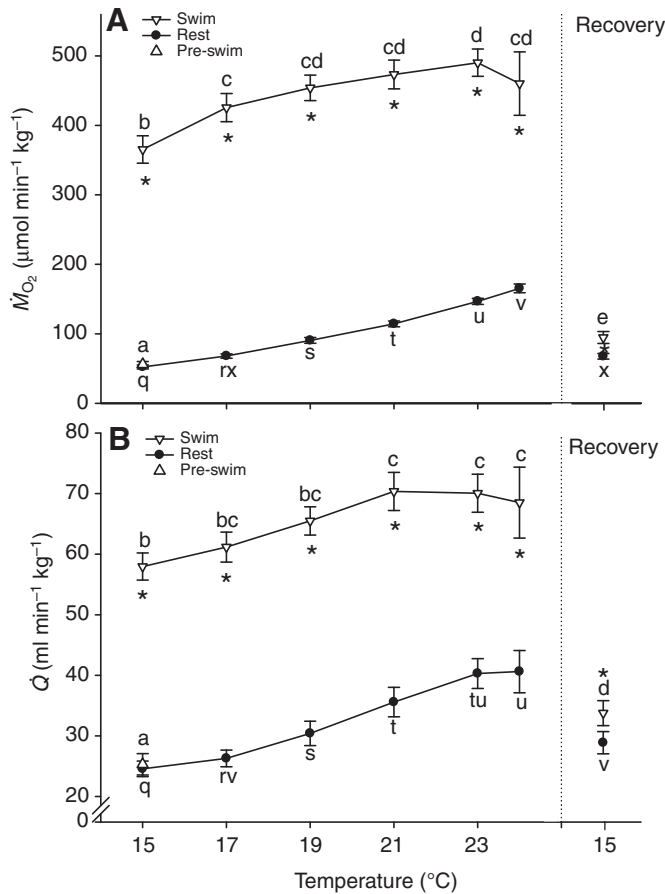 A
Swim
Rest
Pre-swim
Recovery
500
400
300
200
100
0
ṀO2 (µmol min–1 kg–1)
b
c
cd
cd
d
cd
*
*
*
*
*
*
a
q
rx
s
t
u
v
e
*
x
B
Swim
Rest
Pre-swim
Recovery
80
70
60
50
40
30
20
0
Q̇ (ml min–1 kg–1)
b
bc
bc
c
c
c
*
*
*
*
*
*
a
q
rv
s
t
tu
u
*
d
v
15
17
19
21
23
15
Temperature (°C)